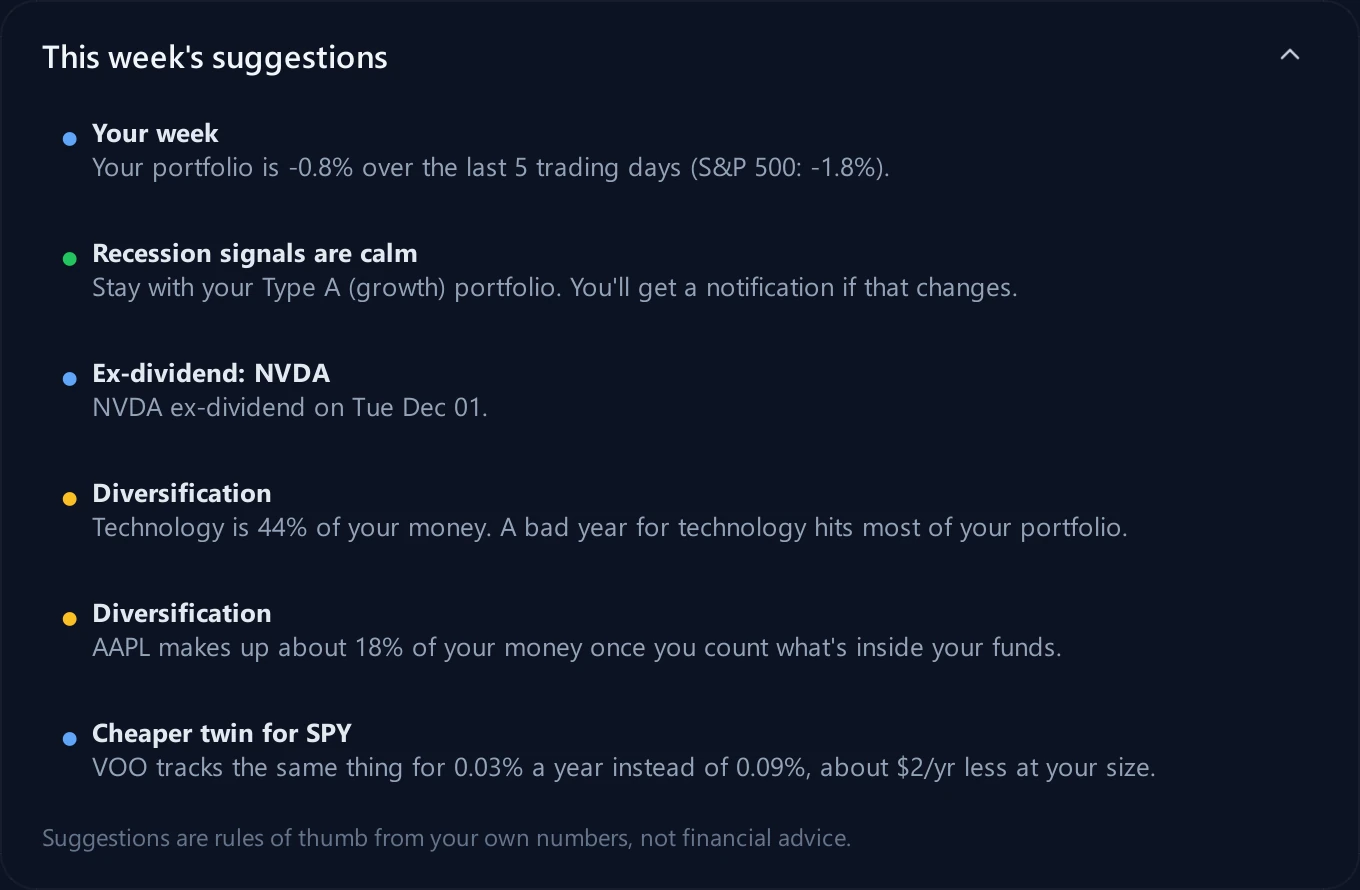 This week's suggestions
Your week
Your portfolio is -0.8% over the last 5 trading days (S&P 500: -1.8%).
Recession signals are calm
Stay with your Type A (growth) portfolio. You'll get a notification if that changes.
Ex-dividend: NVDA
NVDA ex-dividend on Tue Dec 01.
Diversification
Technology is 44% of your money. A bad year for technology hits most of your portfolio.
Diversification
AAPL makes up about 18% of your money once you count what's inside your funds.
Cheaper twin for SPY
VOO tracks the same thing for 0.03% a year instead of 0.09%, about $2/yr less at your size.
Suggestions are rules of thumb from your own numbers, not financial advice.